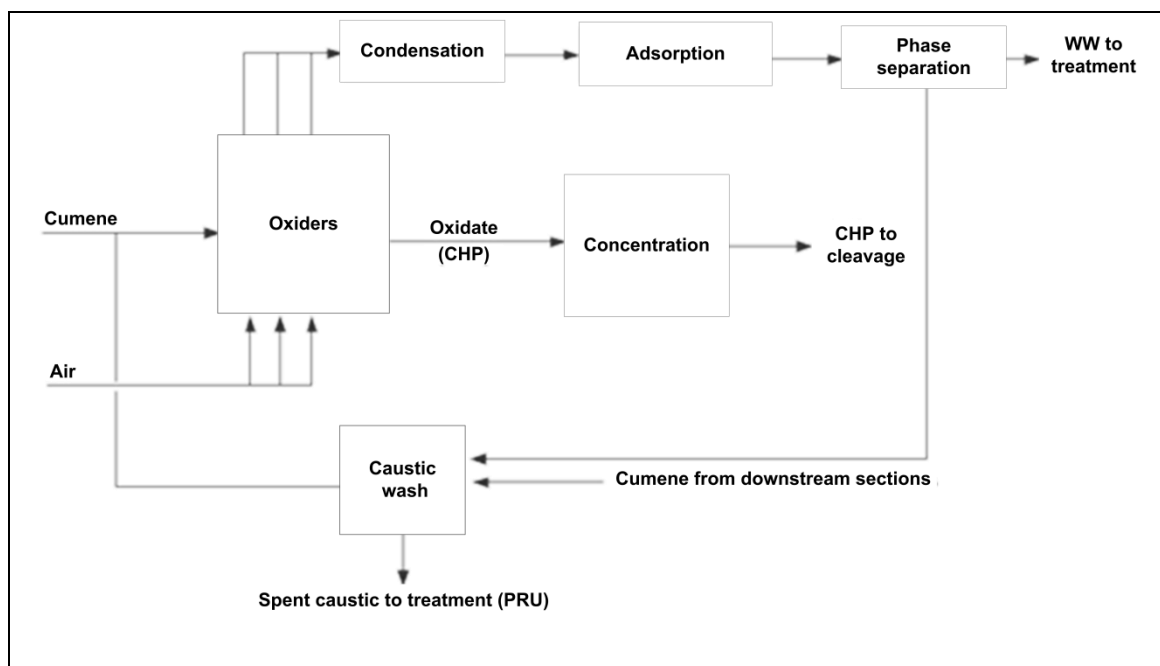 Condensation
Adsorption
Phase
separation
WW to
treatment
Cumene
Oxiders
Oxidate
(CHP)
Concentration
CHP to
cleavage
Air
Caustic
wash
Cumene from downstream sections
Spent caustic to treatment (PRU)